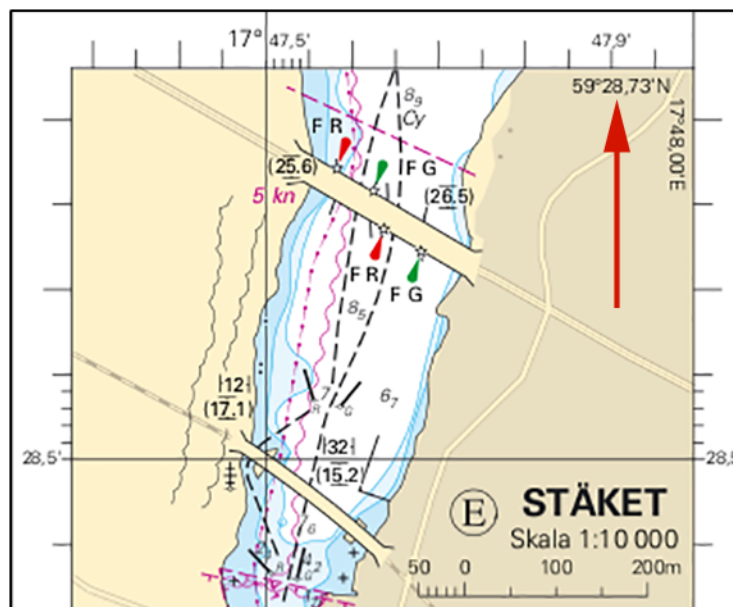 17° 47,5' 47,9'
59°28,73'N
17°48,00'E
8₉
Cy
F R
F G
(25.6)
(26.5)
5 kn
F R
F G
8₅
7
6₇
R
G
12
(17.1)
32
(15.2)
28,5' 28,5'
E STÄKET
Skala 1:10 000
50 0 100 200m
R
G
2